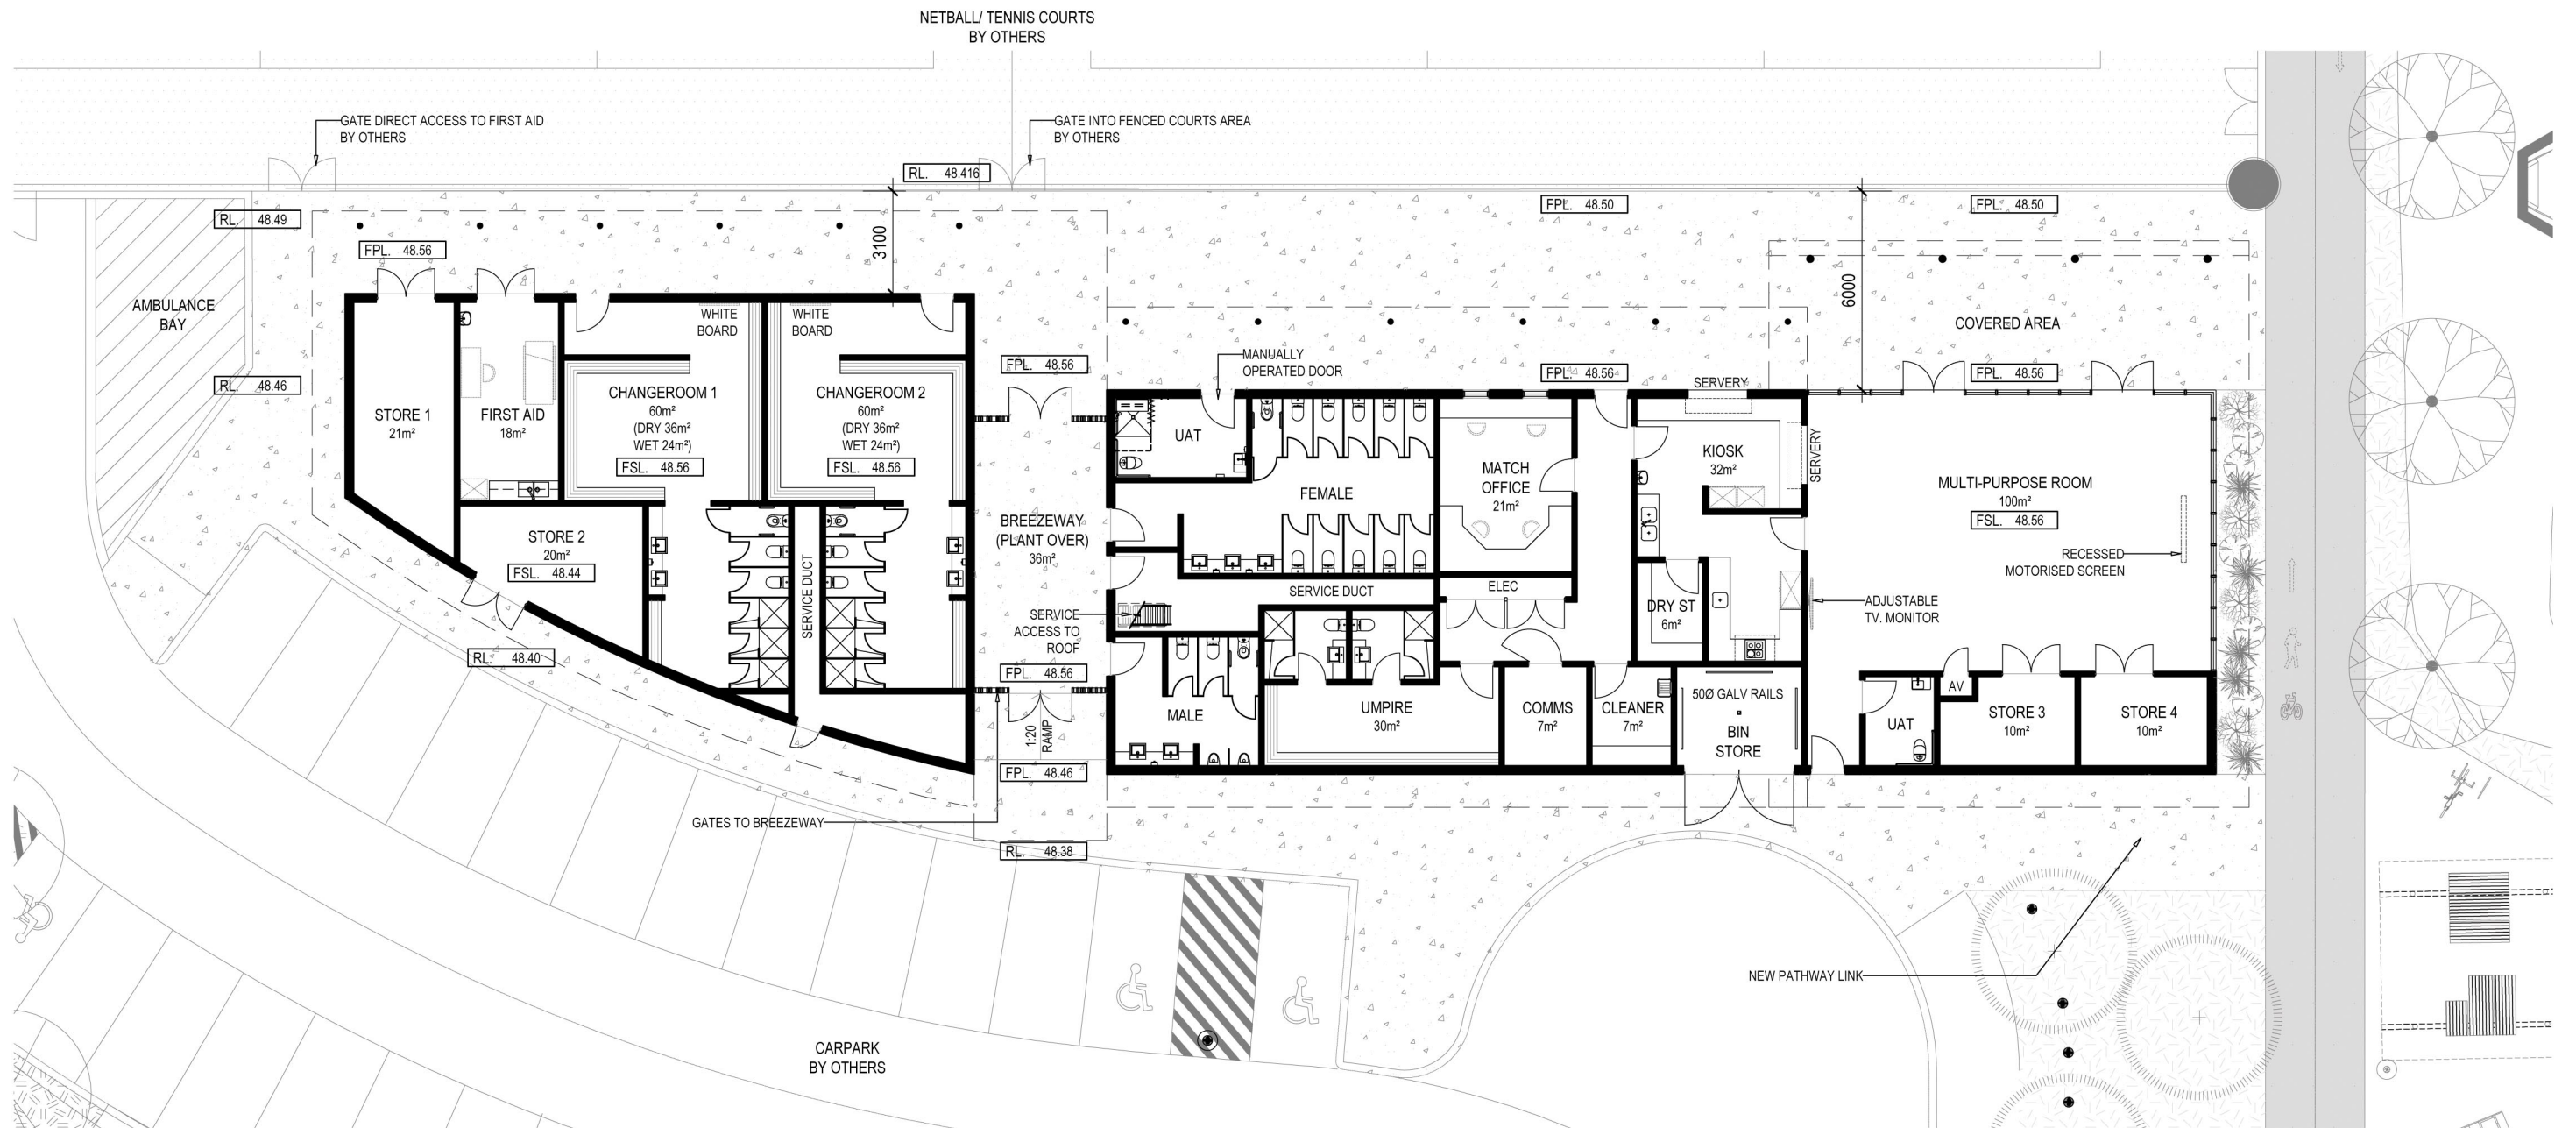 NETBALL/ TENNIS COURTS
BY OTHERS
GATE DIRECT ACCESS TO FIRST AID
BY OTHERS
GATE INTO FENCED COURTS AREA
BY OTHERS
RL. 48.416
RL. 48.49
FPL. 48.50
FPL. 48.50
FPL. 48.56
3100
6000
AMBULANCE
BAY
WHITE
BOARD
WHITE
BOARD
COVERED AREA
RL. 48.46
FPL. 48.56
MANUALLY
OPERATED DOOR
FPL. 48.56
SERVERY
FPL. 48.56
STORE 1
21m²
FIRST AID
18m²
CHANGEROOM 1
60m²
(DRY 36m²
WET 24m²)
FSL. 48.56
CHANGEROOM 2
60m²
(DRY 36m²
WET 24m²)
FSL. 48.56
UAT
MATCH
OFFICE
21m²
KIOSK
32m²
SERVERY
MULTI-PURPOSE ROOM
100m²
FSL. 48.56
FEMALE
BREEZEWAY
(PLANT OVER)
36m²
STORE 2
20m²
FSL. 48.44
SERVICE DUCT
RECESSED
MOTORISED SCREEN
SERVICE DUCT
ELEC
DRY ST
6m²
ADJUSTABLE
TV. MONITOR
SERVICE
ACCESS TO
ROOF
RL. 48.40
FPL. 48.56
MALE
UMPIRE
30m²
COMMS
7m²
CLEANER
7m²
50Ø GALV RAILS
BIN
STORE
UAT
AV
STORE 3
10m²
STORE 4
10m²
1:20
RAMP
FPL. 48.46
GATES TO BREEZEWAY
RL. 48.38
NEW PATHWAY LINK
CARPARK
BY OTHERS